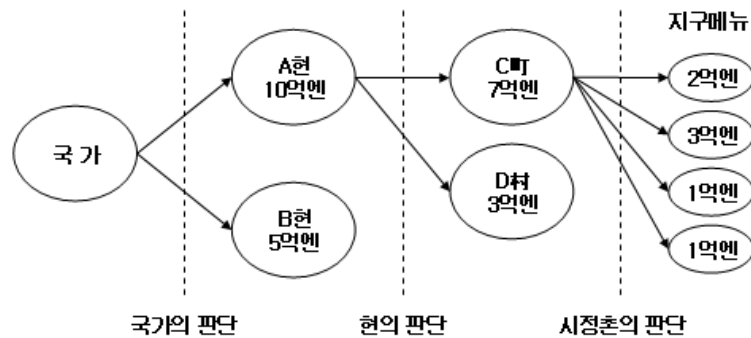 지구메뉴
국 가
A현
10억엔
B현
5억엔
C町
7억엔
D村
3억엔
2억엔
3억엔
1억엔
1억엔
국가의 판단
현의 판단
시정촌의 판단